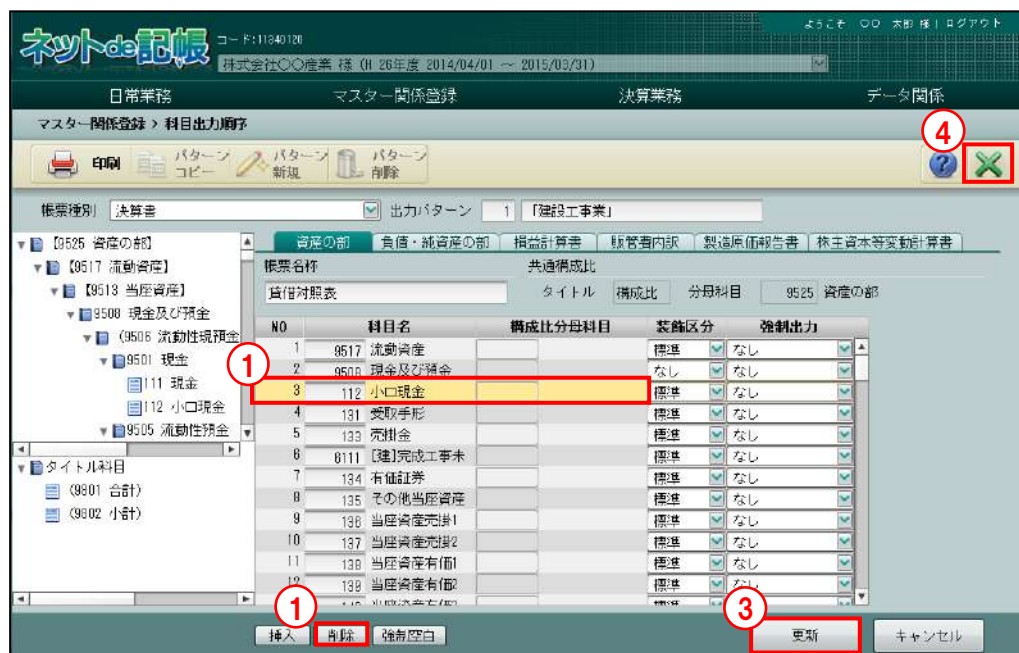 ようこそ 〇〇 太郎 様 | ログアウト
ネットde記帳 コード:11840120
株式会社〇〇産業 様 (H 26年度 2014/04/01 ～ 2015/03/31)
日常業務 マスター関係登録 決算業務 データ関係
マスター関係登録 > 科目出力順序
④
印刷 パターンコピー パターン新規 パターン削除 ?
帳票種別 決算書 出力パターン 1 「建設工事業」
【9525 資産の部】
【9517 流動資産】
【9513 当座資産】
9508 現金及び預金
(9506 流動性現預金
9501 現金
111 現金
112 小口現金
9505 流動性預金
タイトル科目
(9801 合計)
(9802 小計)
資産の部 負債・純資産の部 損益計算書 販管費内訳 製造原価報告書 株主資本等変動計算書
帳票名称 共通構成比
貸借対照表 タイトル 構成比 分母科目 9525 資産の部
NO 科目名 構成比分母科目 装飾区分 強制出力
1 9517 流動資産 標準 なし
①
2 9508 現金及び預金 なし なし
3 112 小口現金 標準 なし
4 131 受取手形 標準 なし
5 133 売掛金 標準 なし
6 6111 [建]完成工事未 標準 なし
7 134 有価証券 標準 なし
8 135 その他当座資産 標準 なし
9 136 当座資産売掛1 標準 なし
10 137 当座資産売掛2 標準 なし
11 138 当座資産有価1 標準 なし
12 139 当座資産有価2 標準 なし
① ③
挿入 削除 強制空白 更新 キャンセル